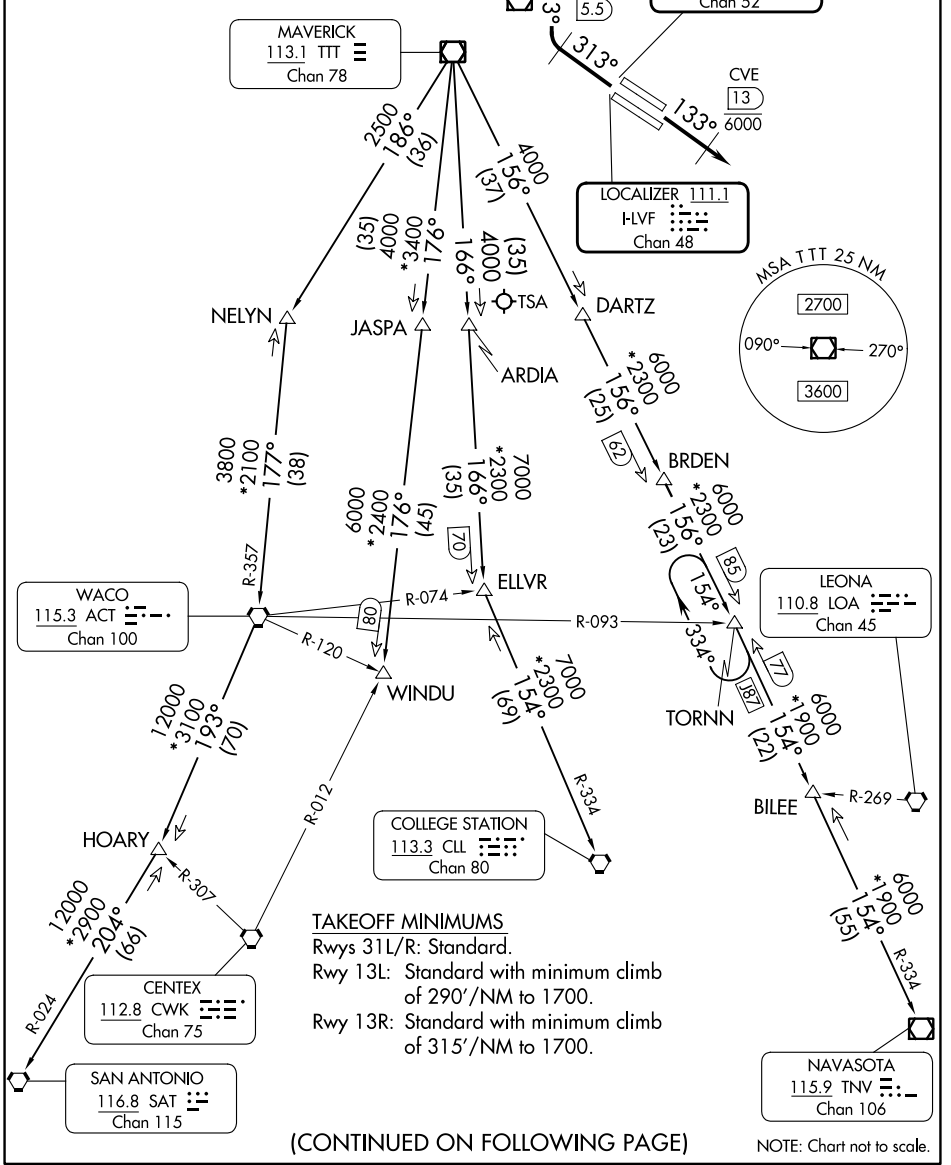 3°
5.5
Chan 52
MAVERICK
113.1 TTT
Chan 78
313°
CVE
13
6000
133°
2500
186°
(36)
(35)
4000
*3400
176°
(35)
4000
166°
4000
156°
(37)
LOCALIZER 111.1
I-LVF
Chan 48
MSA TTT 25 NM
2700
090°
270°
3600
NELYN
JASPA
TSA
ARDIA
DARTZ
6000
*2300
156°
(25)
62
BRDEN
3800
*2100
177°
(38)
6000
*2400
176°
(45)
7000
*2300
166°
(35)
70
6000
*2300
156°
(23)
85
R-357
WACO
115.3 ACT
Chan 100
R-074
ELLVR
80
R-093
R-120
WINDU
154°
334°
LEONA
110.8 LOA
Chan 45
TORNN
J87
77
12000
*3100
193°
(70)
7000
*2300
154°
(69)
6000
*1900
154°
(22)
R-012
R-334
BILEE
R-269
HOARY
R-307
COLLEGE STATION
113.3 CLL
Chan 80
12000
*2900
204°
(66)
6000
*1900
154°
(55)
R-334
R-024
CENTEX
112.8 CWK
Chan 75
TAKEOFF MINIMUMS
Rwys 31L/R: Standard.
Rwy 13L: Standard with minimum climb
of 290'/NM to 1700.
Rwy 13R: Standard with minimum climb
of 315'/NM to 1700.
SAN ANTONIO
116.8 SAT
Chan 115
NAVASOTA
115.9 TNV
Chan 106
(CONTINUED ON FOLLOWING PAGE)
NOTE: Chart not to scale.